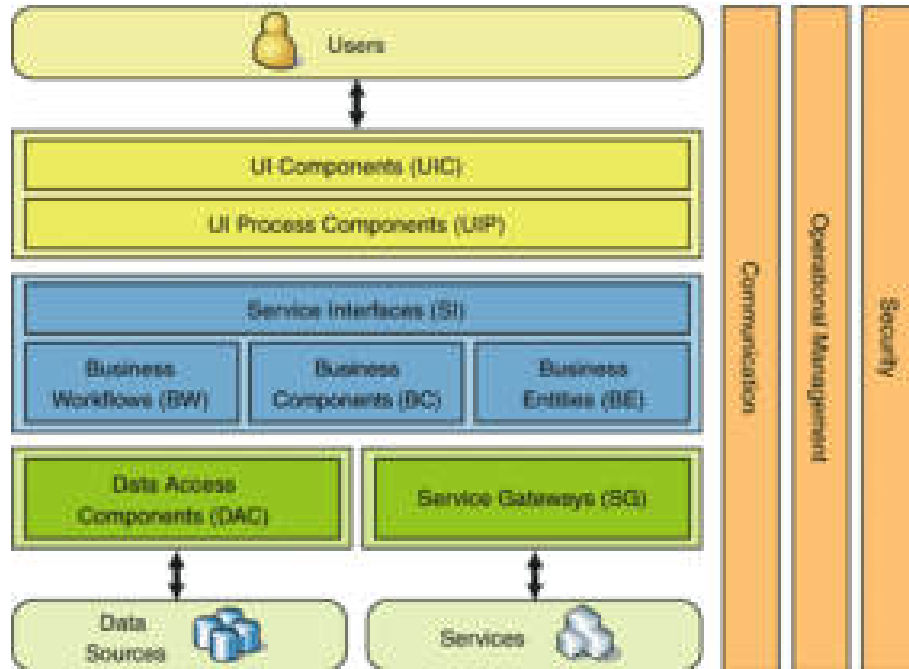 Users
UI Components (UIC)
UI Process Components (UIP)
Service Interfaces (SI)
Business
Workflows (BW)
Business
Components (BC)
Business
Entities (BE)
Data Access
Components (DAC)
Service Gateways (SG)
Data
Sources
Services
Communication
Operational Management
Security